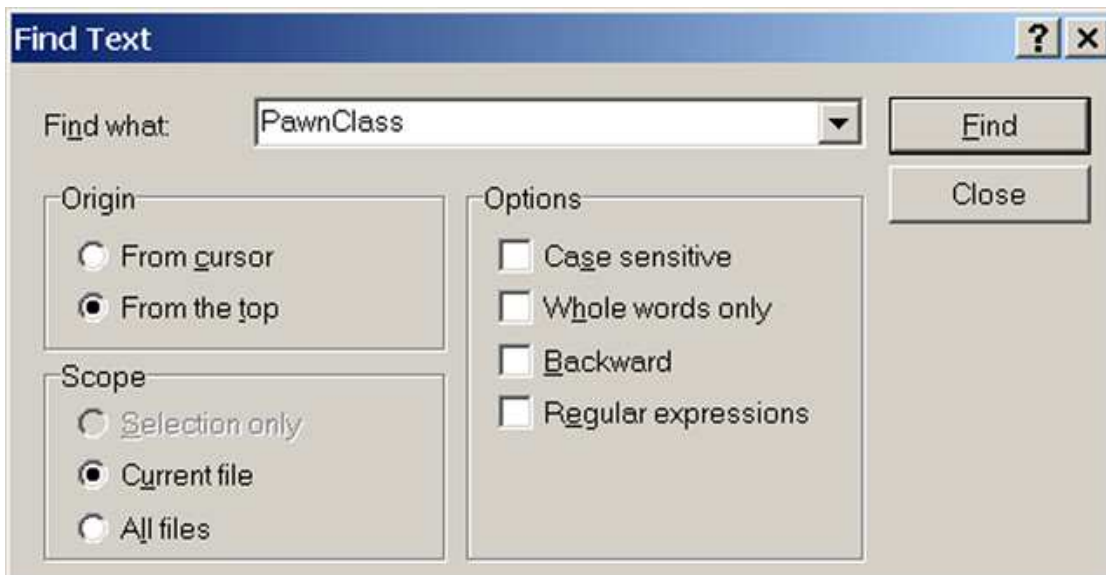 Find Text
Find what:
PawnClass
Find
Close
Origin
From cursor
From the top
Scope
Selection only
Current file
All files
Options
Case sensitive
Whole words only
Backward
Regular expressions